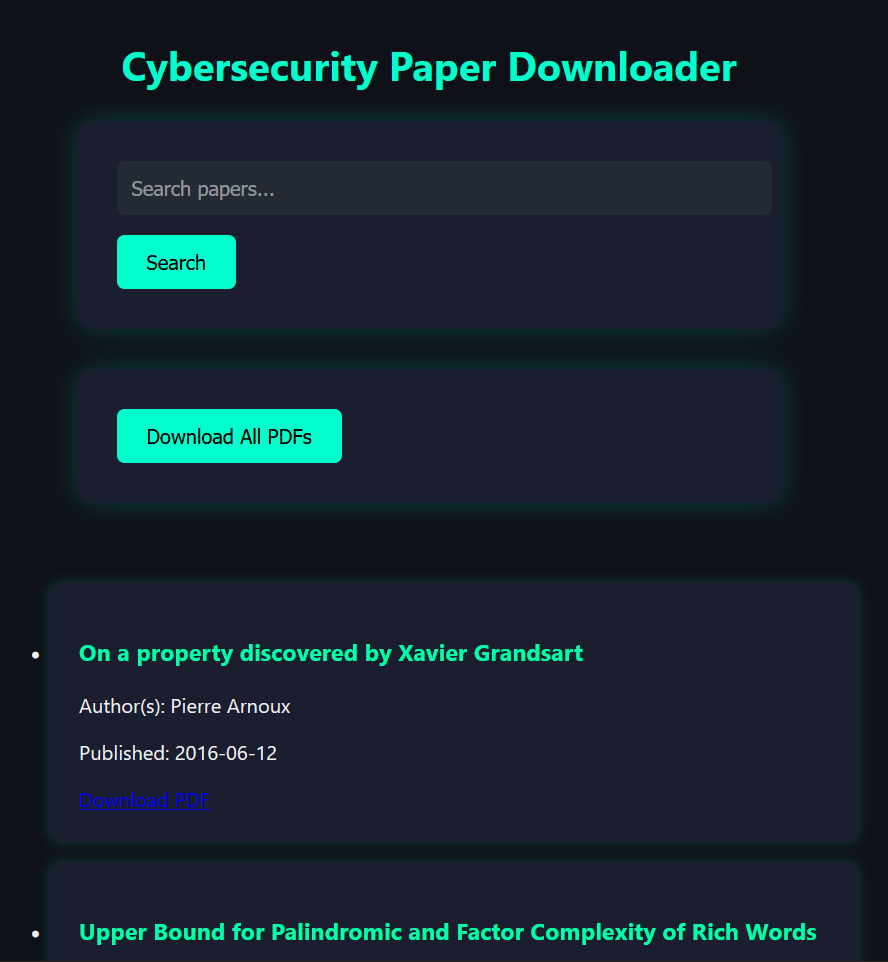 Cybersecurity Paper Downloader
Search papers...
Search
Download All PDFs
On a property discovered by Xavier Grandsart
Author(s): Pierre Arnoux
Published: 2016-06-12
Download PDF
Upper Bound for Palindromic and Factor Complexity of Rich Words